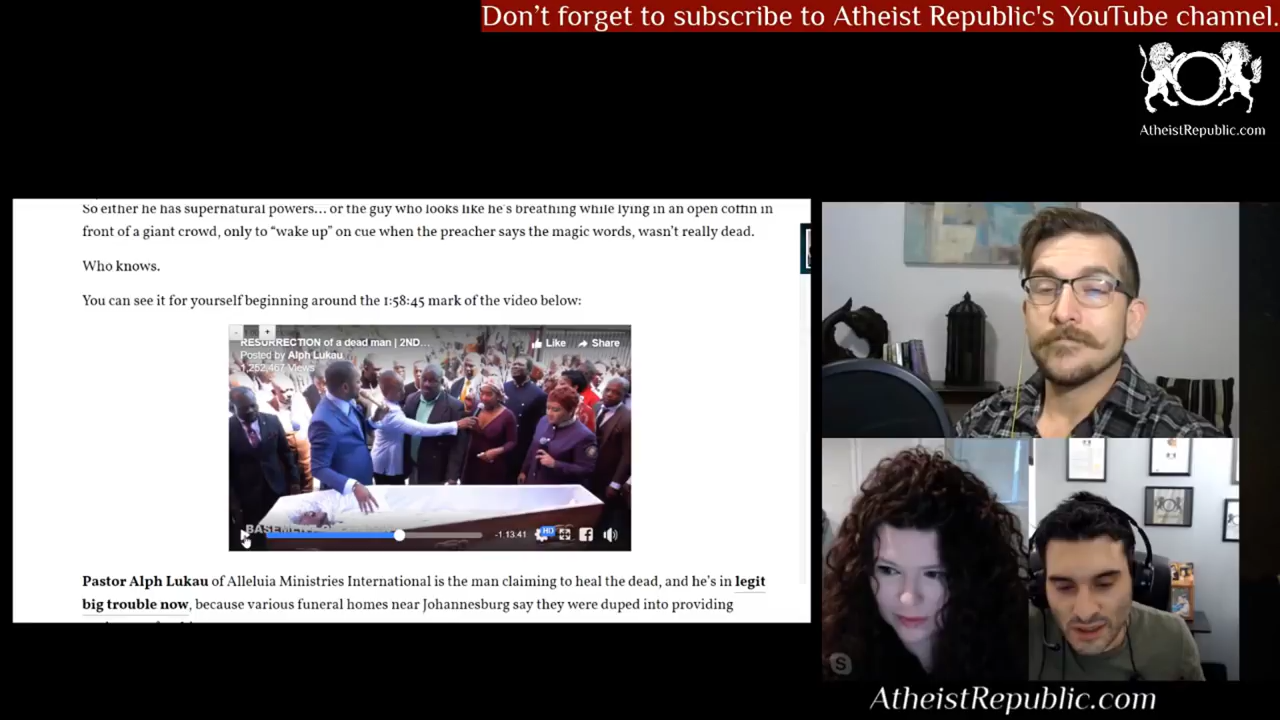 Don't forget to subscribe to Atheist Republic's YouTube channel.
AtheistRepublic.com
So either he has supernatural powers… or the guy who looks like he's breathing while lying in an open coffin in
front of a giant crowd, only to “wake up” on cue when the preacher says the magic words, wasn't really dead.
Who knows.
You can see it for yourself beginning around the 1:58:45 mark of the video below:
- +
RESURRECTION of a dead man | 2ND...
Like Share
Posted by Alph Lukau
1,252,467 Views
-1:13:41
HD
Pastor Alph Lukau of Alleluia Ministries International is the man claiming to heal the dead, and he's in legit
big trouble now, because various funeral homes near Johannesburg say they were duped into providing
S
AtheistRepublic.com